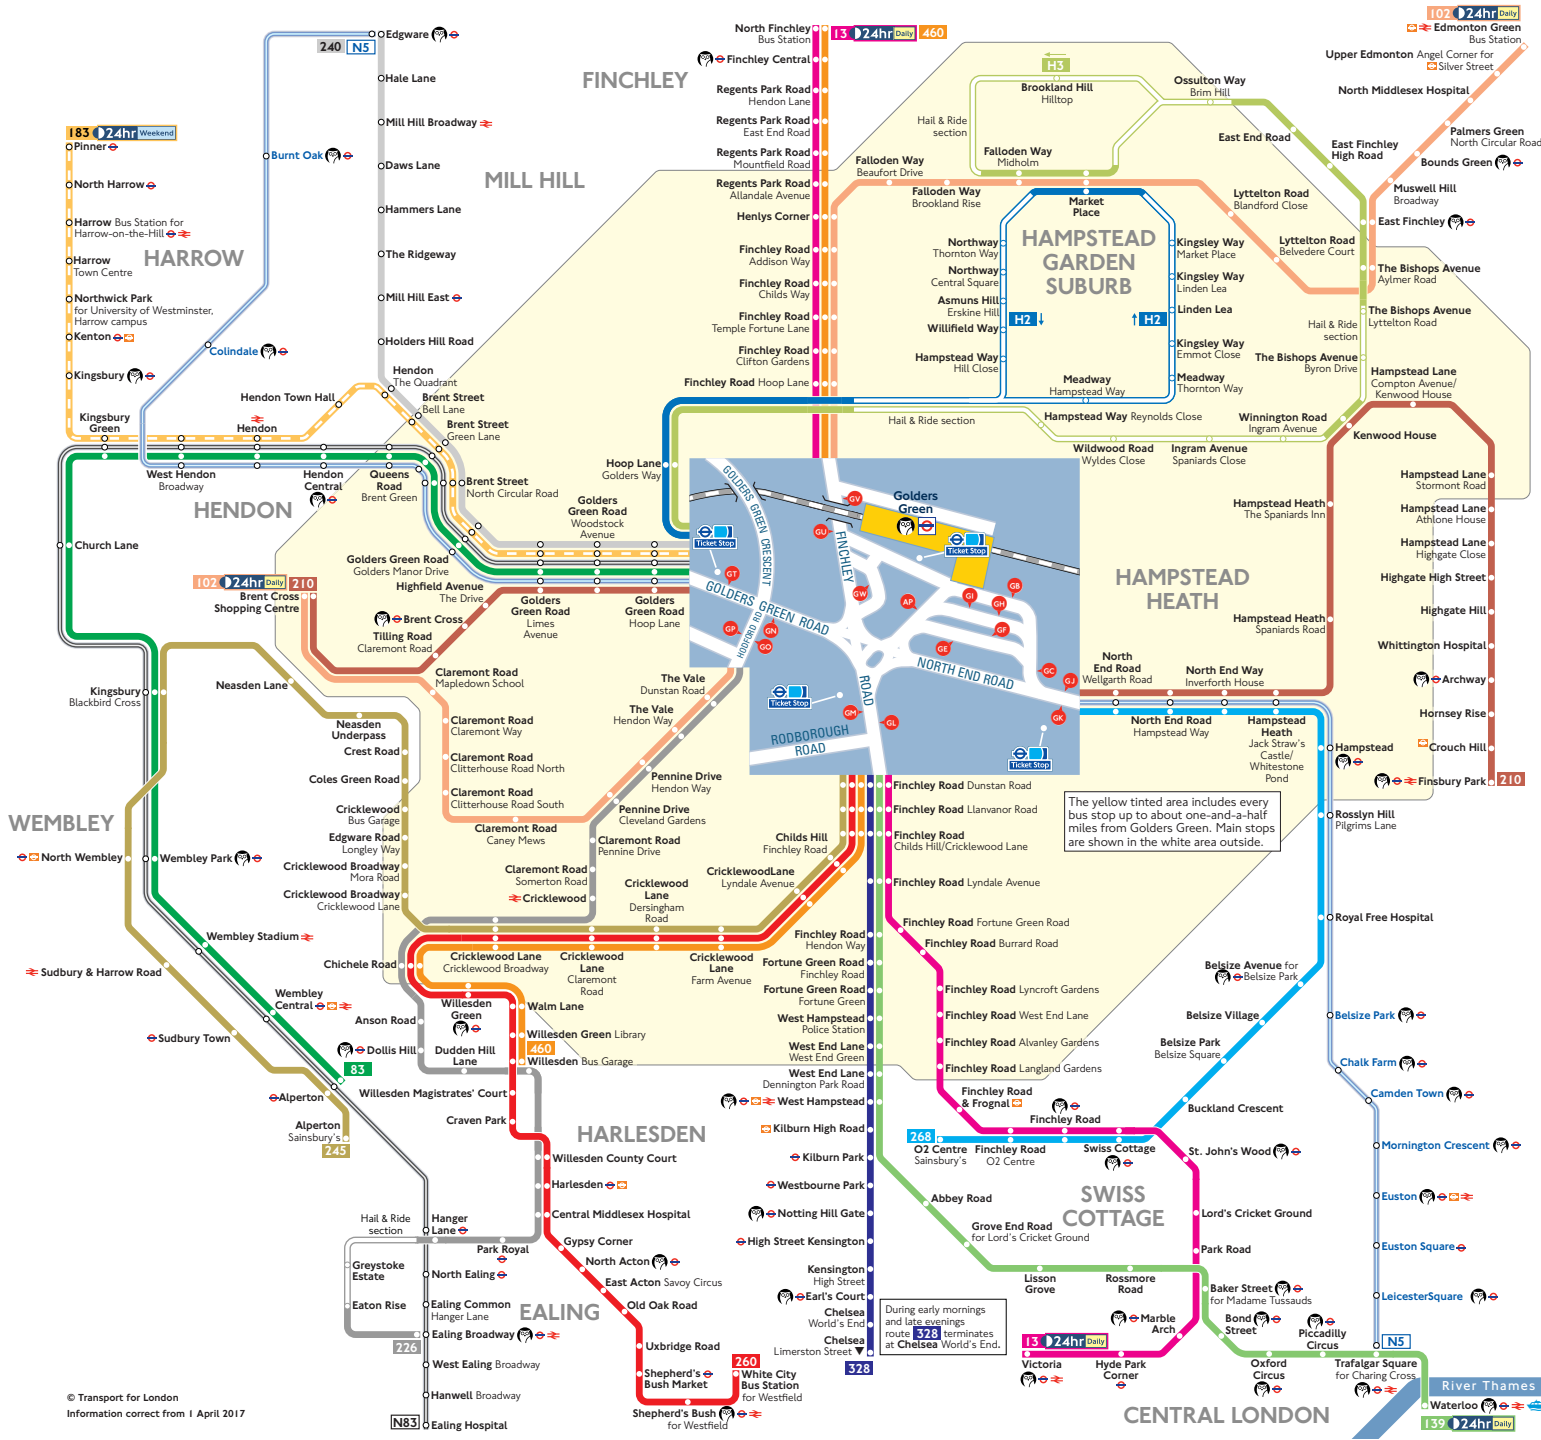 Edgware
240
N5
Hale Lane
Mill Hill Broadway
Daws Lane
MILL HILL
Hammers Lane
The Ridgeway
Mill Hill East
Holders Hill Road
Hendon
The Quadrant
Brent Street
Bell Lane
Brent Street
Green Lane
Brent Street
North Circular Road
183
24hr
Weekend
Pinner
North Harrow
Harrow Bus Station for
Harrow-on-the-Hill
HARROW
Harrow
Town Centre
Northwick Park
for University of Westminster,
Harrow campus
Kenton
Kingsbury
Kingsbury
Green
Burnt Oak
Colindale
Hendon Town Hall
Hendon
West Hendon
Broadway
Hendon
Central
Queens
Road
Brent Green
HENDON
Church Lane
FINCHLEY
North Finchley
Bus Station
13
24hr
Daily
460
Finchley Central
Regents Park Road
Hendon Lane
Regents Park Road
East End Road
Regents Park Road
Mountfield Road
Regents Park Road
Allandale Avenue
Henlys Corner
Finchley Road
Addison Way
Finchley Road
Childs Way
Finchley Road
Temple Fortune Lane
Finchley Road
Clifton Gardens
Finchley Road Hoop Lane
Hoop Lane
Golders Way
H3
Brookland Hill
Hilltop
Hail & Ride
section
Falloden Way
Midholm
Falloden Way
Beaufort Drive
Falloden Way
Brookland Rise
Market
Place
Ossulton Way
Brim Hill
East End Road
East Finchley
High Road
102
24hr
Daily
Edmonton Green
Bus Station
Upper Edmonton Angel Corner for
Silver Street
North Middlesex Hospital
Palmers Green
North Circular Road
Bounds Green
Muswell Hill
Broadway
East Finchley
Lyttelton Road
Blandford Close
Lyttelton Road
Belvedere Court
The Bishops Avenue
Aylmer Road
The Bishops Avenue
Lyttelton Road
Hail & Ride
section
The Bishops Avenue
Byron Drive
HAMPSTEAD
GARDEN
SUBURB
Northway
Thornton Way
Northway
Central Square
Asmuns Hill
Erskine Hill
Willifield Way
Hampstead Way
Hill Close
H2
H2
Kingsley Way
Market Place
Kingsley Way
Linden Lea
Linden Lea
Kingsley Way
Emmot Close
Meadway
Thornton Way
Meadway
Hampstead Way
Hail & Ride section
Hampstead Way Reynolds Close
Wildwood Road
Wyldes Close
Ingram Avenue
Spaniards Close
Winnington Road
Ingram Avenue
Hampstead Lane
Compton Avenue/
Kenwood House
Kenwood House
Hampstead Lane
Stormont Road
Hampstead Lane
Athlone House
Hampstead Lane
Highgate Close
Highgate High Street
Highgate Hill
Whittington Hospital
Archway
Hornsey Rise
Crouch Hill
Finsbury Park
210
Hampstead Heath
The Spaniards Inn
HAMPSTEAD
HEATH
Hampstead Heath
Spaniards Road
North
End Road
Wellgarth Road
North End Way
Inverforth House
North End Road
Hampstead Way
Hampstead
Heath
Jack Straw's
Castle/
Whitestone
Pond
Hampstead
Rosslyn Hill
Pilgrims Lane
Royal Free Hospital
Golders
Green
Ticket Stop
Ticket Stop
Ticket Stop
Ticket Stop
GOLDERS GREEN CRESCENT
FINCHLEY
GOLDERS GREEN ROAD
HODFORD RD
NORTH END ROAD
ROAD
RODBOROUGH
ROAD
GV
GU
GT
GW
AP
GI
GB
GH
GF
GE
GC
GJ
GK
GP
GN
GO
GM
GL
Golders
Green Road
Woodstock
Avenue
Golders Green Road
Golders Manor Drive
Highfield Avenue
The Drive
Golders
Green Road
Limes
Avenue
Golders
Green Road
Hoop Lane
102
24hr
Daily
210
Brent Cross
Shopping Centre
Brent Cross
Tilling Road
Claremont Road
Claremont Road
Mapledown School
Claremont Road
Claremont Way
Claremont Road
Clitterhouse Road North
Claremont Road
Clitterhouse Road South
Claremont Road
Caney Mews
The Vale
Dunstan Road
The Vale
Hendon Way
Pennine Drive
Hendon Way
Pennine Drive
Cleveland Gardens
Claremont Road
Pennine Drive
Claremont Road
Somerton Road
Cricklewood
Kingsbury
Blackbird Cross
Neasden Lane
Neasden
Underpass
Crest Road
Coles Green Road
Cricklewood
Bus Garage
Edgware Road
Longley Way
Cricklewood Broadway
Mora Road
Cricklewood Broadway
Cricklewood Lane
WEMBLEY
North Wembley
Wembley Park
Wembley Stadium
Sudbury & Harrow Road
Wembley
Central
Sudbury Town
83
Alperton
Alperton
Sainsbury's
245
Chichele Road
Cricklewood Lane
Cricklewood Broadway
Cricklewood
Lane
Claremont
Road
Cricklewood
Lane
Dersingham
Road
Cricklewood
Lane
Farm Avenue
CricklewoodLane
Lyndale Avenue
Childs Hill
Finchley Road
Willesden
Green
Walm Lane
Willesden Green Library
460
Willesden Bus Garage
Anson Road
Dollis Hill
Dudden Hill
Lane
Willesden Magistrates' Court
Craven Park
HARLESDEN
Willesden County Court
Harlesden
Central Middlesex Hospital
Gypsy Corner
North Acton
East Acton Savoy Circus
Old Oak Road
Uxbridge Road
Shepherd's
Bush Market
260
White City
Bus Station
for Westfield
Shepherd's Bush
for Westfield
Hail & Ride
section
Hanger
Lane
Park Royal
Greystoke
Estate
North Ealing
Eaton Rise
Ealing Common
Hanger Lane
EALING
Ealing Broadway
226
West Ealing Broadway
Hanwell Broadway
N83
Ealing Hospital
Finchley Road Dunstan Road
Finchley Road Llanvanor Road
Finchley Road
Childs Hill/Cricklewood Lane
Finchley Road Lyndale Avenue
Finchley Road Fortune Green Road
Finchley Road Burrard Road
Finchley Road Lyncroft Gardens
Finchley Road West End Lane
Finchley Road Alvanley Gardens
Finchley Road Langland Gardens
Finchley Road
& Frognal
Finchley Road
Finchley Road
Hendon Way
Fortune Green Road
Finchley Road
Fortune Green Road
Fortune Green
West Hampstead
Police Station
West End Lane
West End Green
West End Lane
Dennington Park Road
West Hampstead
Kilburn High Road
Kilburn Park
Westbourne Park
Notting Hill Gate
High Street Kensington
Kensington
High Street
Earl's Court
Chelsea
World's End
Chelsea
Limerston Street
328
During early mornings
and late evenings
route 328 terminates
at Chelsea World's End.
The yellow tinted area includes every
bus stop up to about one-and-a-half
miles from Golders Green. Main stops
are shown in the white area outside.
Belsize Avenue for
Belsize Park
Belsize Village
Belsize Park
Belsize Square
Buckland Crescent
268
O2 Centre
Sainsbury's
Finchley Road
O2 Centre
Swiss Cottage
St. John's Wood
SWISS
COTTAGE
Lord's Cricket Ground
Park Road
Abbey Road
Grove End Road
for Lord's Cricket Ground
Lisson
Grove
Rossmore
Road
Baker Street
for Madame Tussauds
Marble
Arch
Bond
Street
Piccadilly
Circus
13
24hr
Daily
Victoria
Hyde Park
Corner
Oxford
Circus
Trafalgar Square
for Charing Cross
CENTRAL LONDON
Belsize Park
Chalk Farm
Camden Town
Mornington Crescent
Euston
Euston Square
LeicesterSquare
N5
River Thames
Waterloo
139
24hr
Daily
© Transport for London
Information correct from 1 April 2017